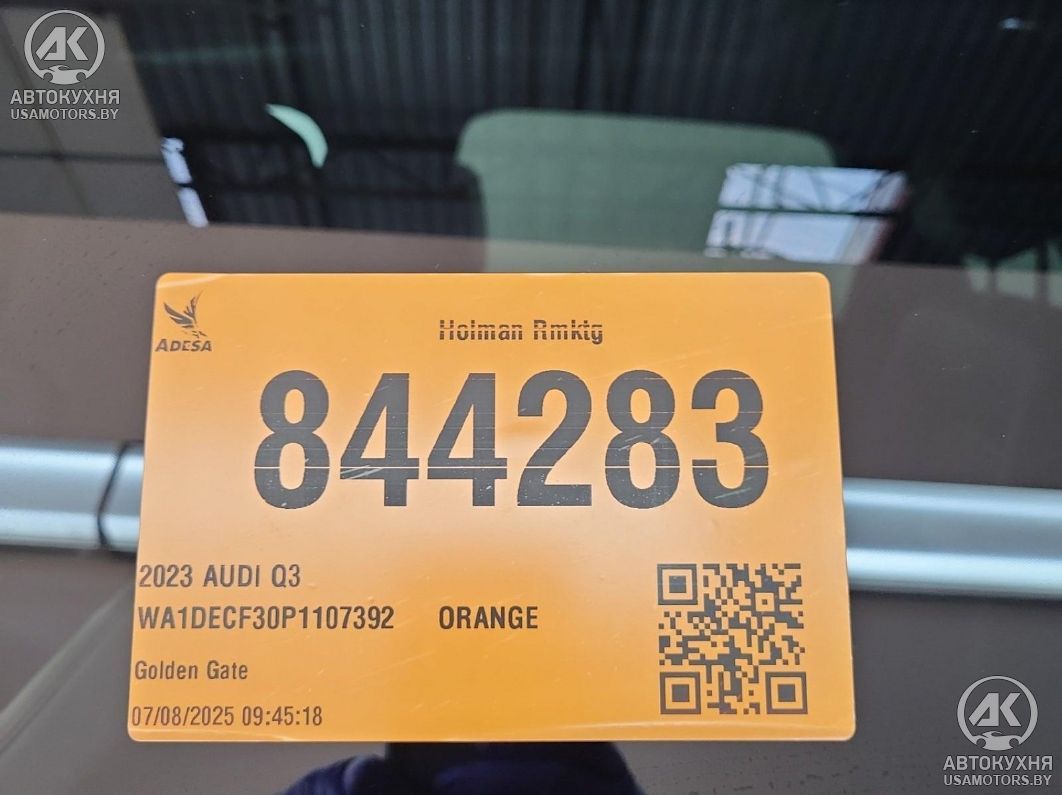 AK
АВТОКУХНЯ
USAMOTORS.BY
ADESA
Holman Rmktg
844283
2023 AUDI Q3
WA1DECF30P1107392 ORANGE
Golden Gate
07/08/2025 09:45:18
AK
АВТОКУХНЯ
USAMOTORS.BY